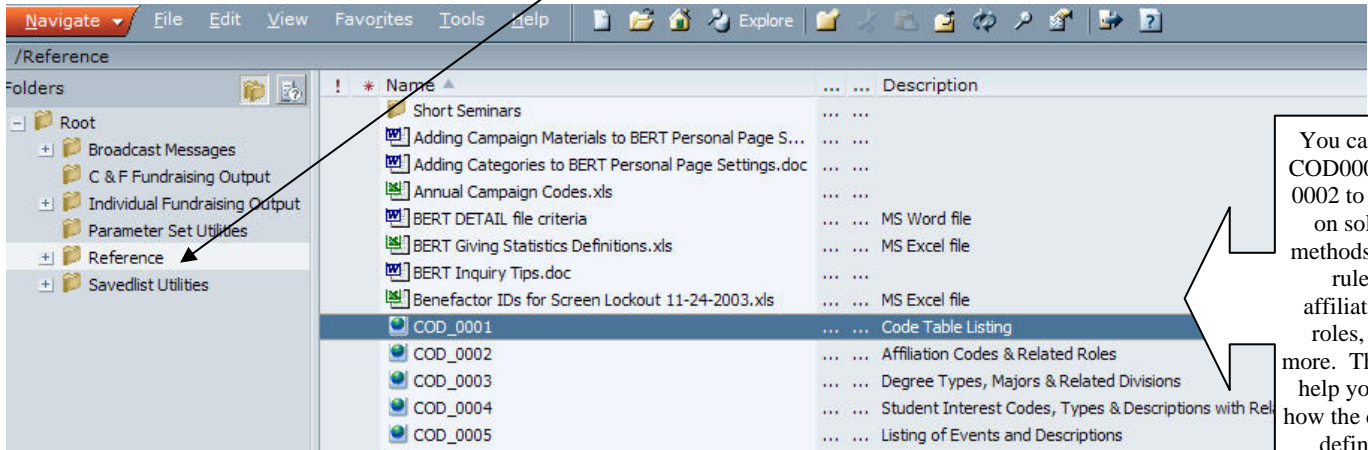 Navigate File Edit View Favorites Tools Help Explore
/Reference
Folders
! * Name ... ... Description
Root
Broadcast Messages
C & F Fundraising Output
Individual Fundraising Output
Parameter Set Utilities
Reference
Savedlist Utilities
Short Seminars ... ...
Adding Campaign Materials to BERT Personal Page S... ... ...
Adding Categories to BERT Personal Page Settings.doc ... ...
Annual Campaign Codes.xls ... ...
BERT DETAIL file criteria ... ... MS Word file
BERT Giving Statistics Definitions.xls ... ... MS Excel file
BERT Inquiry Tips.doc ... ...
Benefactor IDs for Screen Lockout 11-24-2003.xls ... ... MS Excel file
COD_0001 ... ... Code Table Listing
COD_0002 ... ... Affiliation Codes & Related Roles
COD_0003 ... ... Degree Types, Majors & Related Divisions
COD_0004 ... ... Student Interest Codes, Types & Descriptions with Rel
COD_0005 ... ... Listing of Events and Descriptions
You ca
COD000
0002 to
on sol
methods
rule
affiliat
roles,
more. Th
help yo
how the
defin